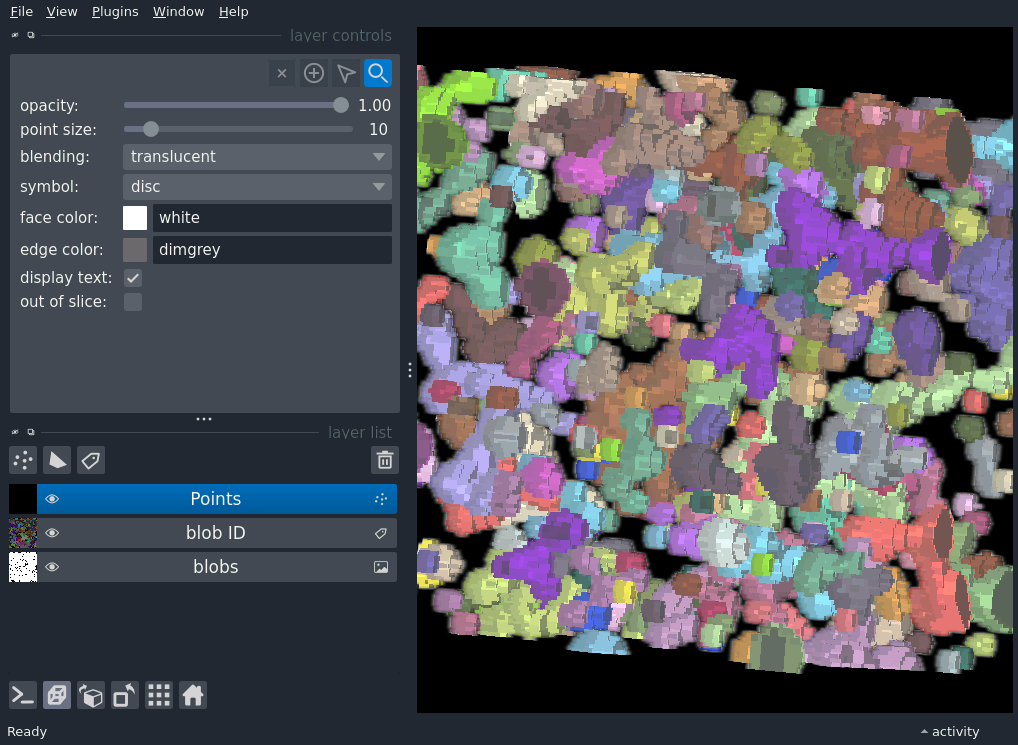 File View Plugins Window Help
layer controls
opacity: 1.00
point size: 10
blending: translucent
symbol: disc
face color: white
edge color: dimgrey
display text:
out of slice:
layer list
Points
blob ID
blobs
Ready activity